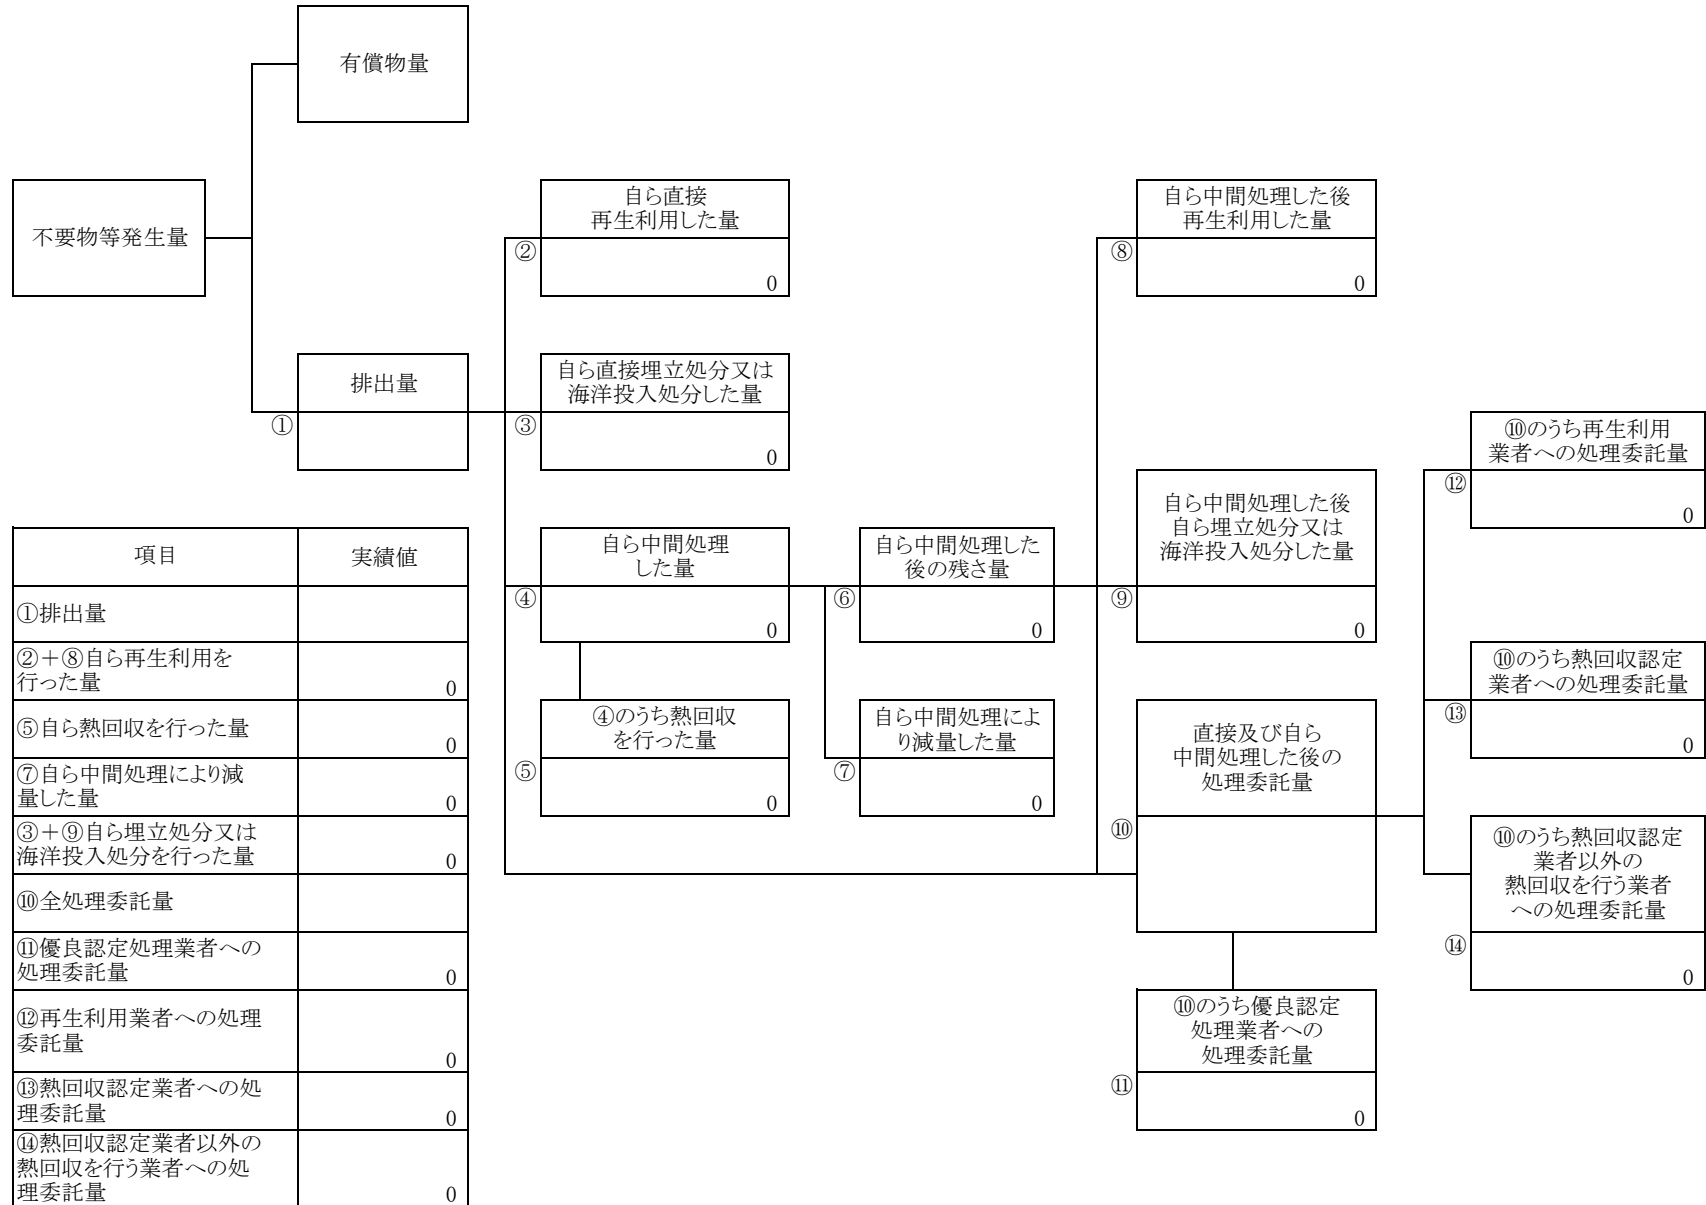 有償物量
不要物等発生量
排出量
①
自ら直接
再生利用した量
②
0
自ら直接埋立処分又は
海洋投入処分した量
③
0
自ら中間処理
した量
④
0
④のうち熱回収
を行った量
⑤
0
自ら中間処理した
後の残さ量
⑥
0
自ら中間処理によ
り減量した量
⑦
0
自ら中間処理した後
再生利用した量
⑧
0
自ら中間処理した後
自ら埋立処分又は
海洋投入処分した量
⑨
0
直接及び自ら
中間処理した後の
処理委託量
⑩
⑩のうち優良認定
処理業者への
処理委託量
⑪
0
⑩のうち再生利用
業者への処理委託量
⑫
0
⑩のうち熱回収認定
業者への処理委託量
⑬
0
⑩のうち熱回収認定
業者以外の
熱回収を行う業者
への処理委託量
⑭
0
項目 実績値
①排出量
②+⑧自ら再生利用を
行った量 0
⑤自ら熱回収を行った量 0
⑦自ら中間処理により減
量した量 0
③+⑨自ら埋立処分又は
海洋投入処分を行った量 0
⑩全処理委託量
⑪優良認定処理業者への
処理委託量 0
⑫再生利用業者への処理
委託量 0
⑬熱回収認定業者への処
理委託量 0
⑭熱回収認定業者以外の
熱回収を行う業者への処
理委託量 0